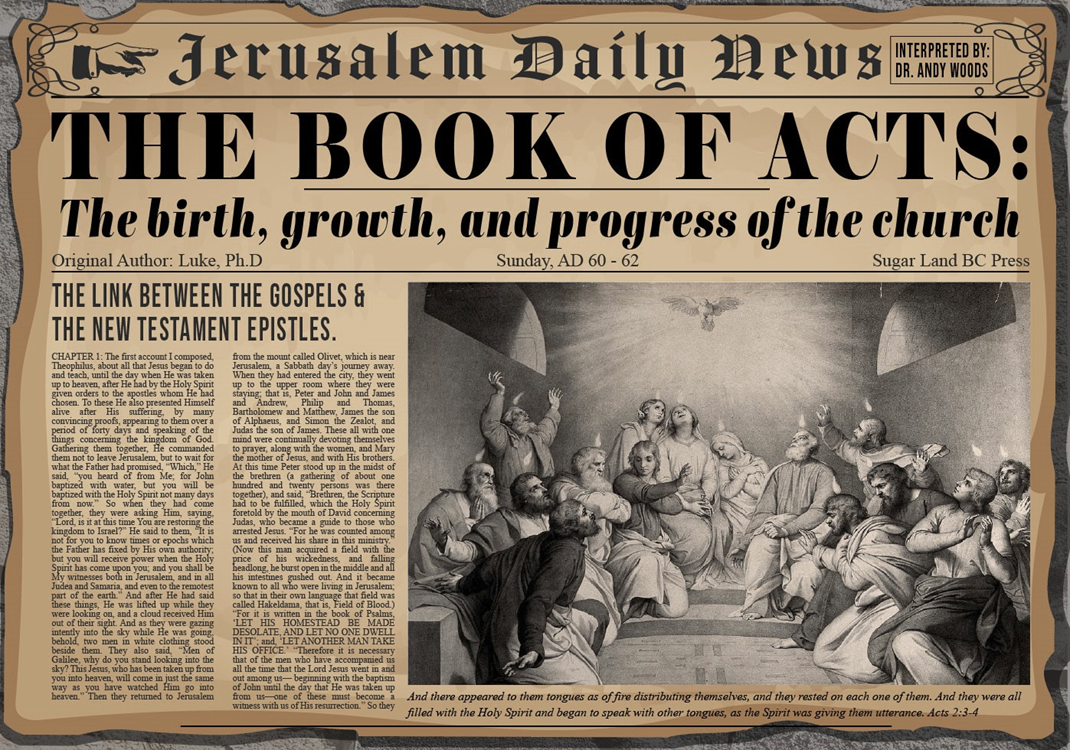 Jerusalem Daily News
INTERPRETED BY:
DR. ANDY WOODS
THE BOOK OF ACTS:
The birth, growth, and progress of the church
Original Author: Luke, Ph.D
Sunday, AD 60 - 62
Sugar Land BC Press
THE LINK BETWEEN THE GOSPELS &
THE NEW TESTAMENT EPISTLES.
CHAPTER 1: The first account I composed,
Theophilus, about all that Jesus began to do
and teach, until the day when He was taken
up to heaven, after He had by the Holy Spirit
given orders to the apostles whom He had
chosen. To these He also presented Himself
alive after His suffering, by many
convincing proofs, appearing to them over a
period of forty days and speaking of the
things concerning the kingdom of God.
Gathering them together, He commanded
them not to leave Jerusalem, but to wait for
what the Father had promised, “Which,” He
said, “you heard of from Me; for John
baptized with water, but you will be
baptized with the Holy Spirit not many days
from now.” So when they had come
together, they were asking Him, saying,
“Lord, is it at this time You are restoring the
kingdom to Israel?” He said to them, “It is
not for you to know times or epochs which
the Father has fixed by His own authority;
but you will receive power when the Holy
Spirit has come upon you; and you shall be
My witnesses both in Jerusalem, and in all
Judea and Samaria, and even to the remotest
part of the earth.” And after He had said
these things, He was lifted up while they
were looking on, and a cloud received Him
out of their sight. And as they were gazing
intently into the sky while He was going,
behold, two men in white clothing stood
beside them. They also said, “Men of
Galilee, why do you stand looking into the
sky? This Jesus, who has been taken up from
you into heaven, will come in just the same
way as you have watched Him go into
heaven.” Then they returned to Jerusalem
from the mount called Olivet, which is near
Jerusalem, a Sabbath day’s journey away.
When they had entered the city, they went
up to the upper room where they were
staying; that is, Peter and John and James
and Andrew, Philip and Thomas,
Bartholomew and Matthew, James the son
of Alphaeus, and Simon the Zealot, and
Judas the son of James. These all with one
mind were continually devoting themselves
to prayer, along with the women, and Mary
the mother of Jesus, and with His brothers.
At this time Peter stood up in the midst of
the brethren (a gathering of about one
hundred and twenty persons was there
together), and said, “Brethren, the Scripture
had to be fulfilled, which the Holy Spirit
foretold by the mouth of David concerning
Judas, who became a guide to those who
arrested Jesus. “For he was counted among
us and received his share in this ministry.”
(Now this man acquired a field with the
price of his wickedness, and falling
headlong, he burst open in the middle and all
his intestines gushed out. And it became
known to all who were living in Jerusalem;
so that in their own language that field was
called Hakeldama, that is, Field of Blood.)
“For it is written in the book of Psalms,
‘LET HIS HOMESTEAD BE MADE
DESOLATE, AND LET NO ONE DWELL
IN IT’; and, ‘LET ANOTHER MAN TAKE
HIS OFFICE.’ “Therefore it is necessary
that of the men who have accompanied us
all the time that the Lord Jesus went in and
out among us— beginning with the baptism
of John until the day that He was taken up
from us—one of these must become a
witness with us of His resurrection.” So they
And there appeared to them tongues as of fire distributing themselves, and they rested on each one of them. And they were all
filled with the Holy Spirit and began to speak with other tongues, as the Spirit was giving them utterance. Acts 2:3-4